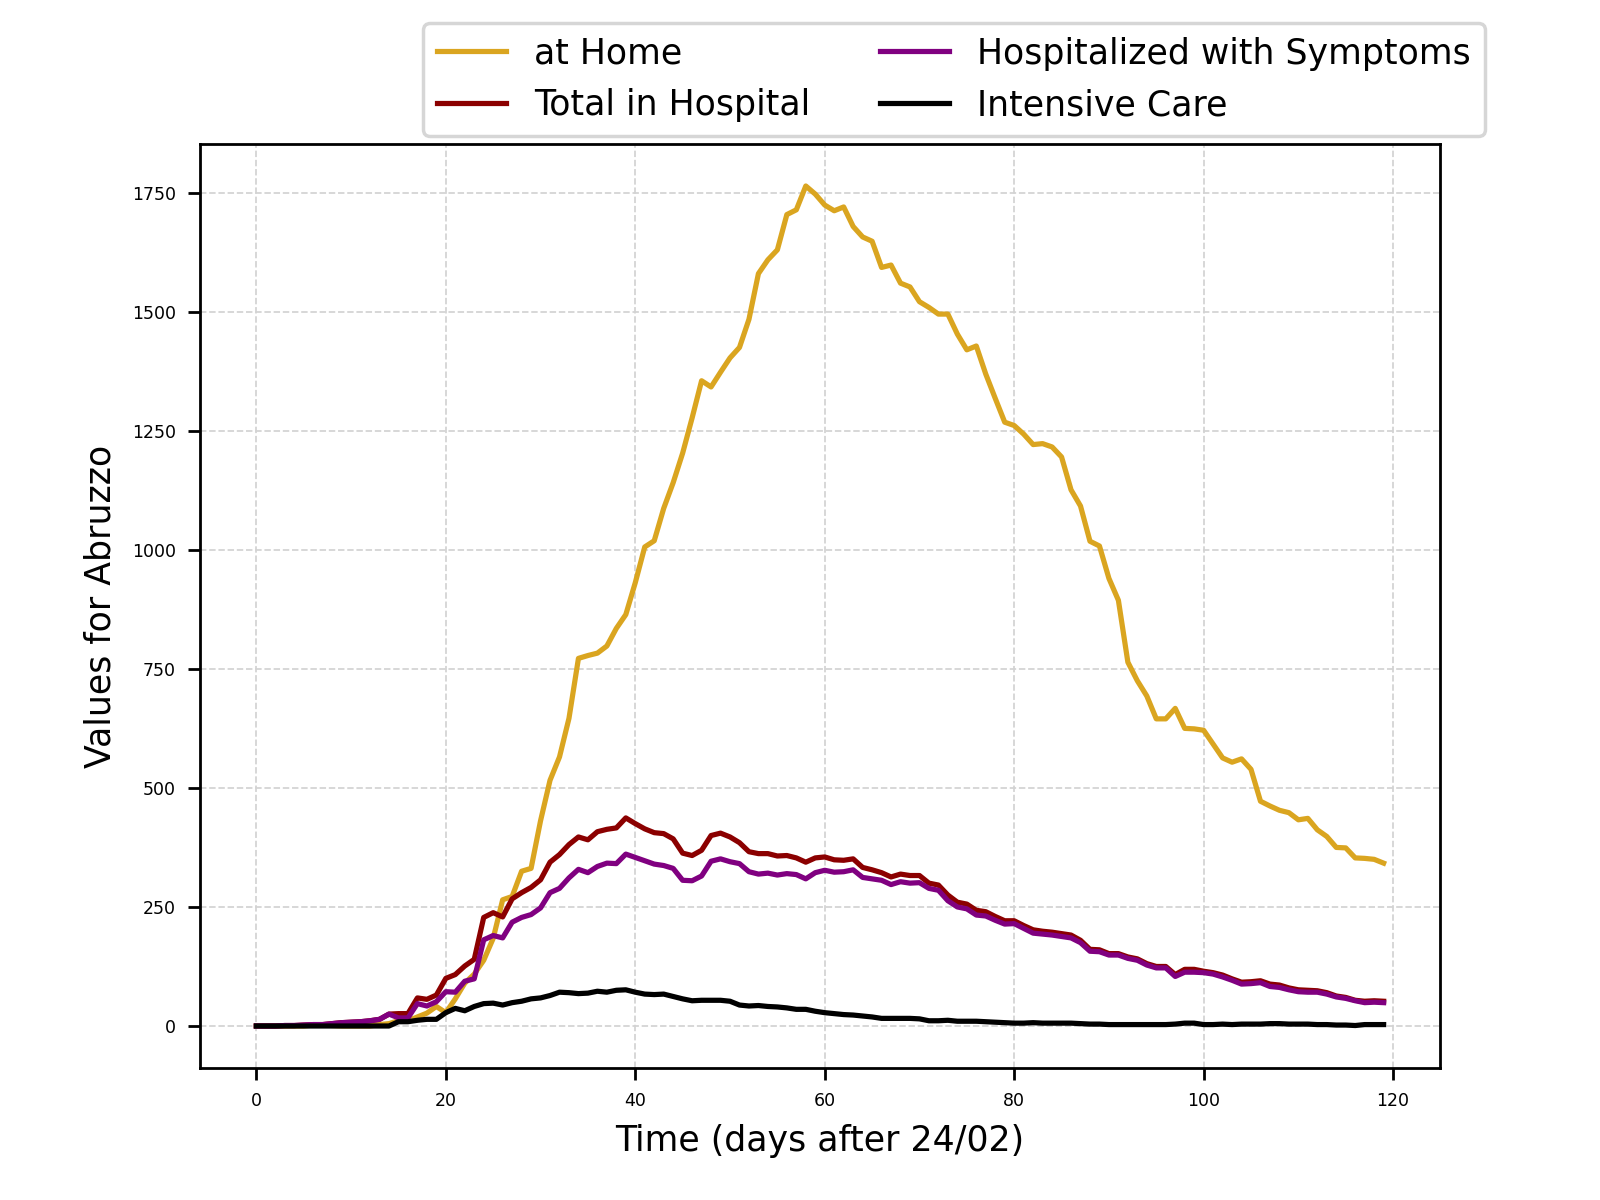 at Home
Total in Hospital
Hospitalized with Symptoms
Intensive Care
Values for Abruzzo
1750
1500
1250
1000
750
500
250
0
0 20 40 60 80 100 120
Time (days after 24/02)